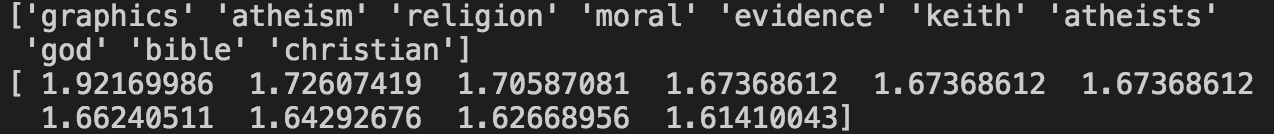 ['graphics' 'atheism' 'religion' 'moral' 'evidence' 'keith' 'atheists'
 'god' 'bible' 'christian']
[ 1.92169986  1.72607419  1.70587081  1.67368612  1.67368612  1.67368612
  1.66240511  1.64292676  1.62668956  1.61410043]